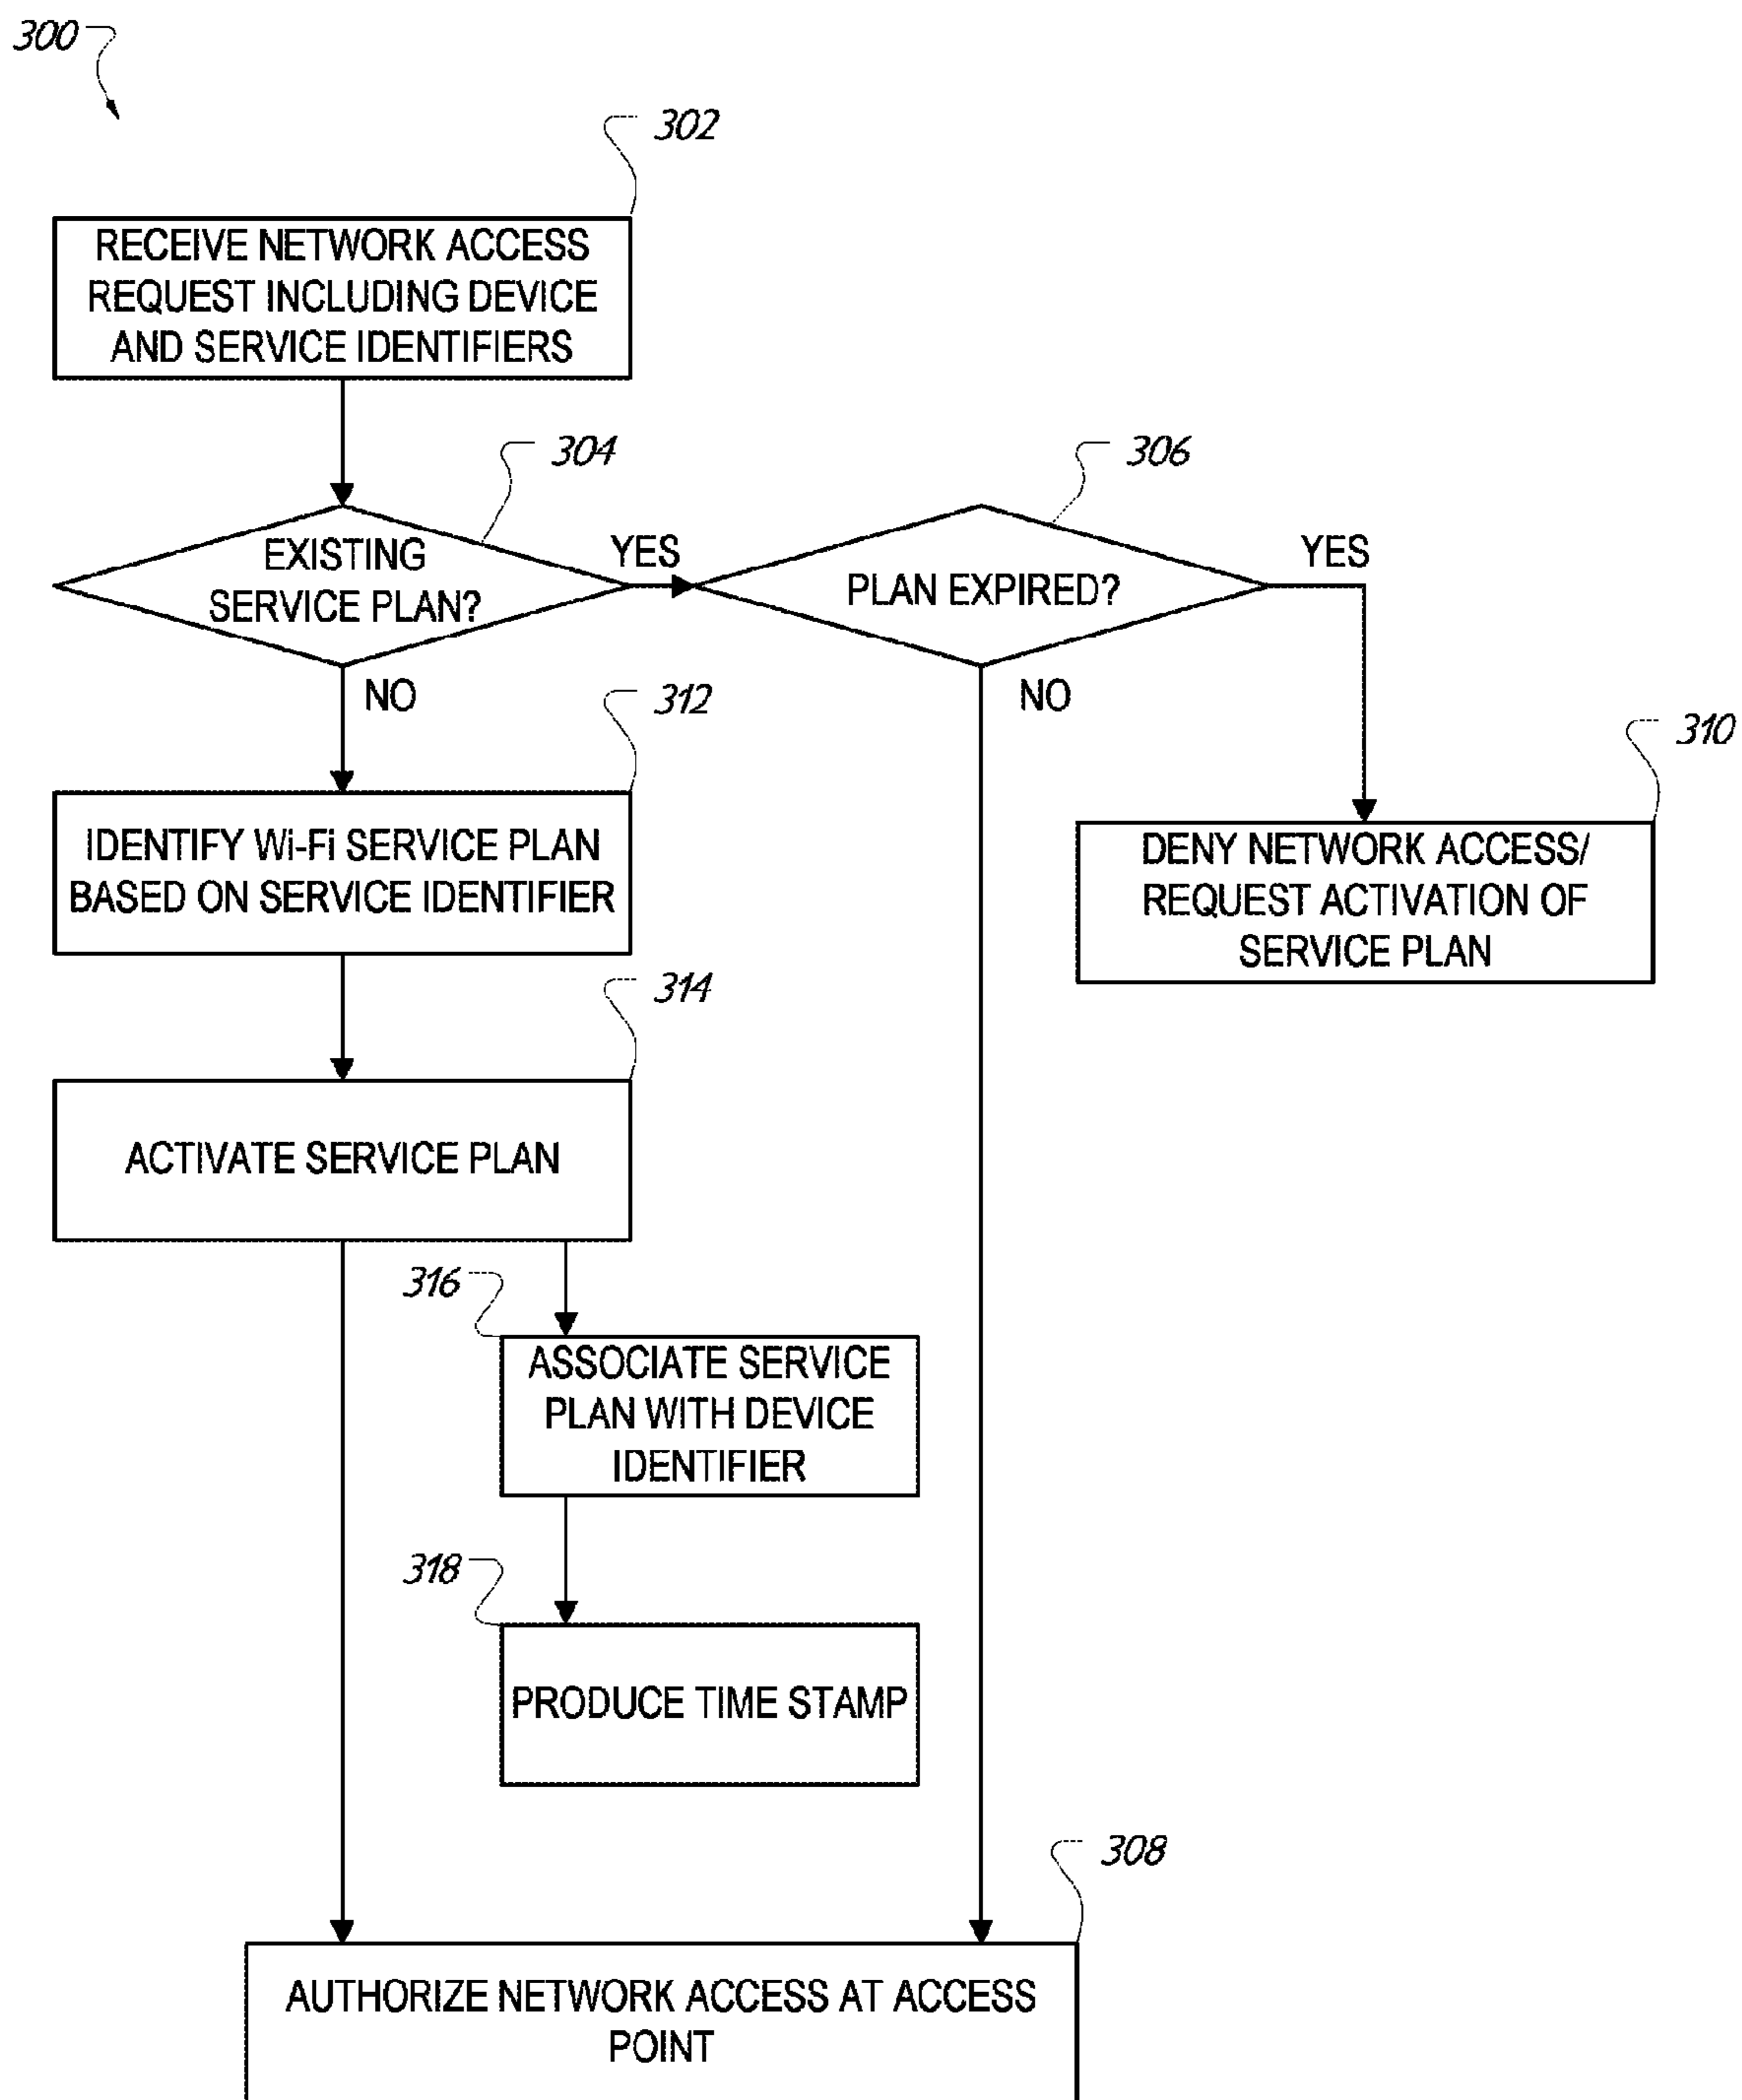 300
302
RECEIVE NETWORK ACCESS
REQUEST INCLUDING DEVICE
AND SERVICE IDENTIFIERS
304
EXISTING
SERVICE PLAN?
YES
306
PLAN EXPIRED?
YES
NO
NO
312
IDENTIFY Wi-Fi SERVICE PLAN
BASED ON SERVICE IDENTIFIER
310
DENY NETWORK ACCESS/
REQUEST ACTIVATION OF
SERVICE PLAN
314
ACTIVATE SERVICE PLAN
316
ASSOCIATE SERVICE
PLAN WITH DEVICE
IDENTIFIER
318
PRODUCE TIME STAMP
308
AUTHORIZE NETWORK ACCESS AT ACCESS
POINT